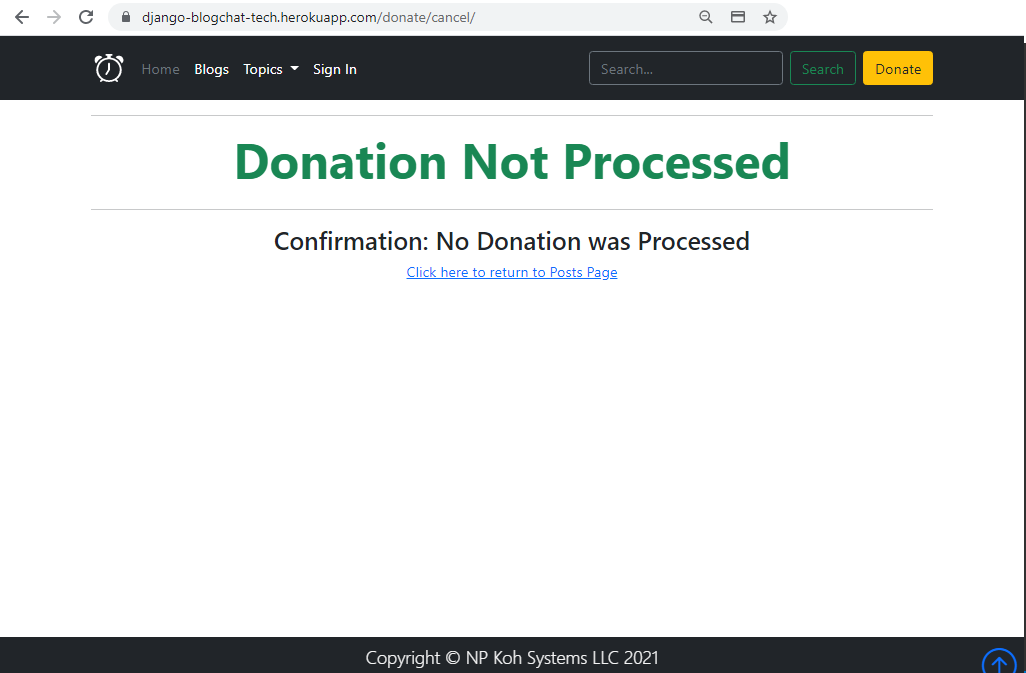 django-blogchat-tech.herokuapp.com/donate/cancel/
Home Blogs Topics Sign In Search... Search Donate
Donation Not Processed
Confirmation: No Donation was Processed
Click here to return to Posts Page
Copyright © NP Koh Systems LLC 2021